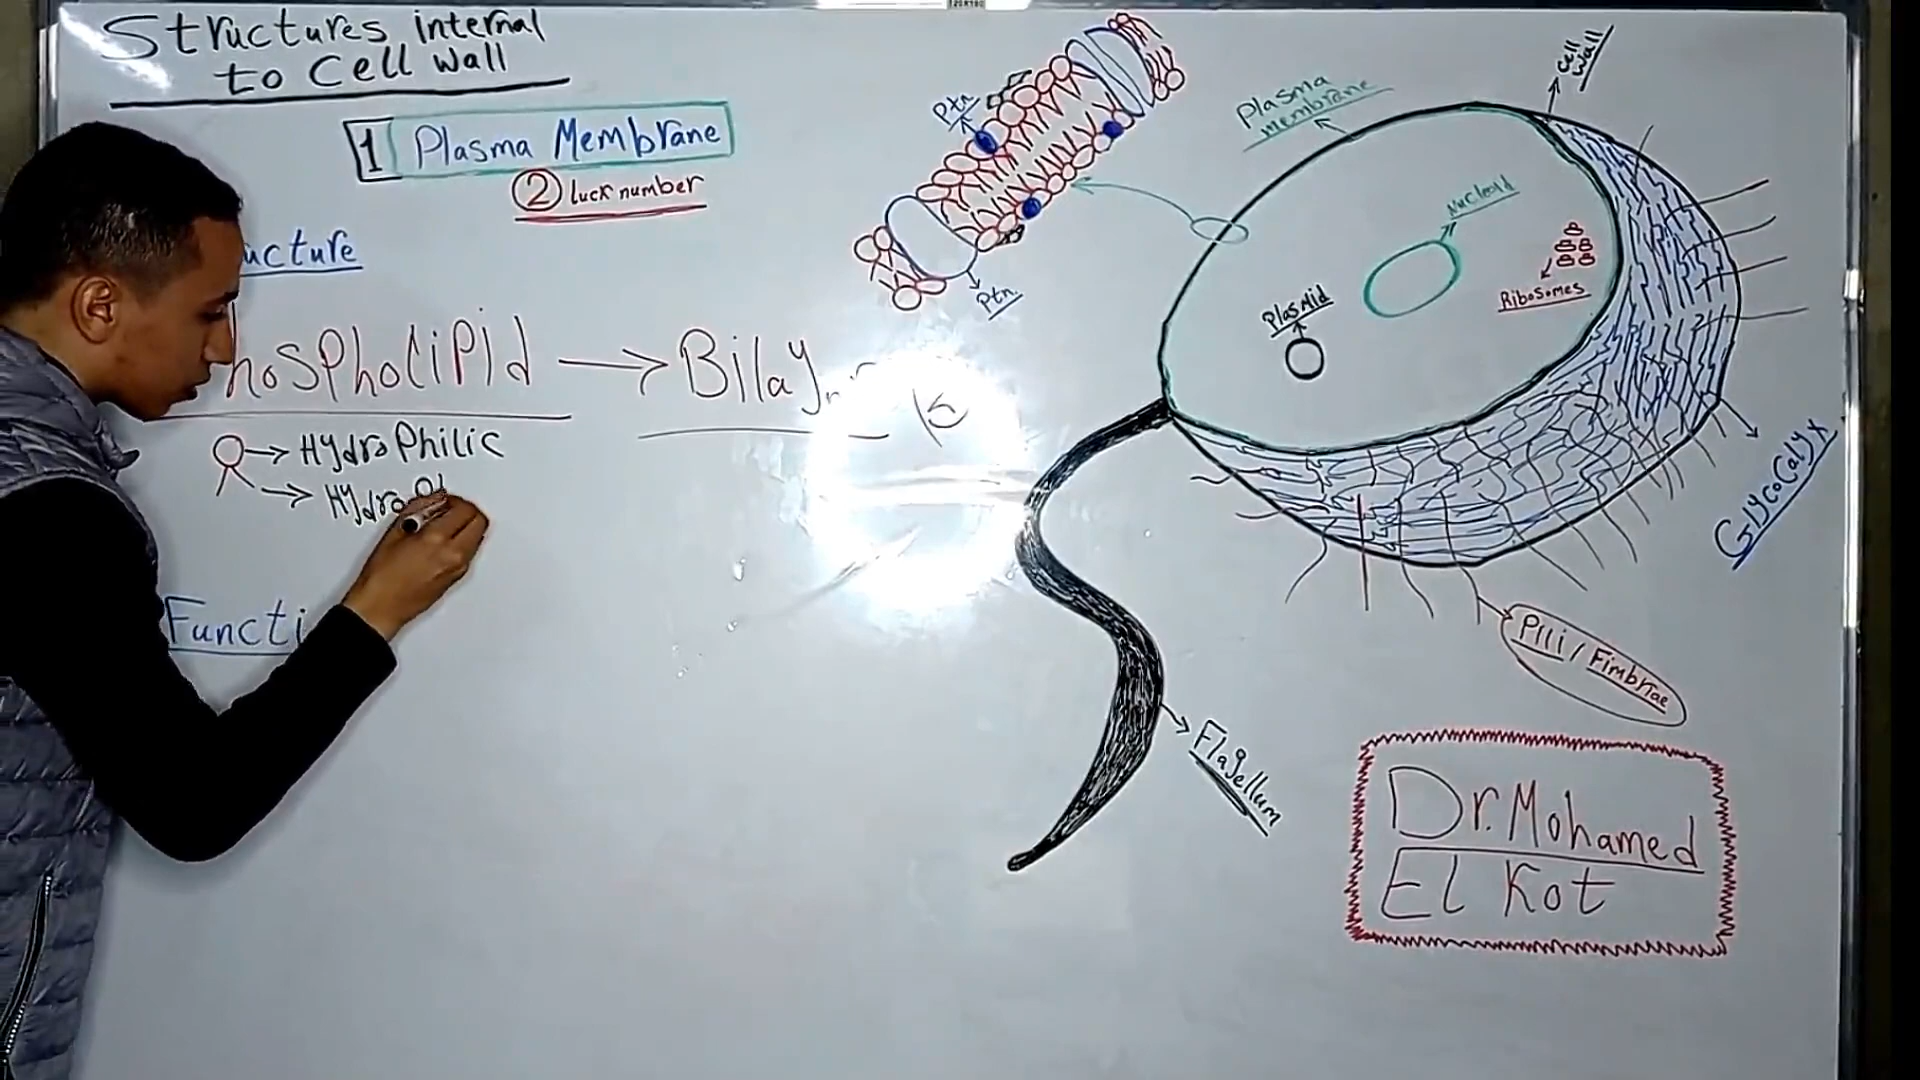 Structures internal
to Cell Wall
1 Plasma Membrane
2 luck number
ucture
hospholipid → Bilay
→ Hydrophilic
→ Hydro
Functi
Ptn
Ptn.
Plasma
membrane
Cell
Wall
Nucleoid
Ribosomes
Plasmid
Glycocalyx
Pili / Fimbriae
Flagellum
Dr. Mohamed
El Kot